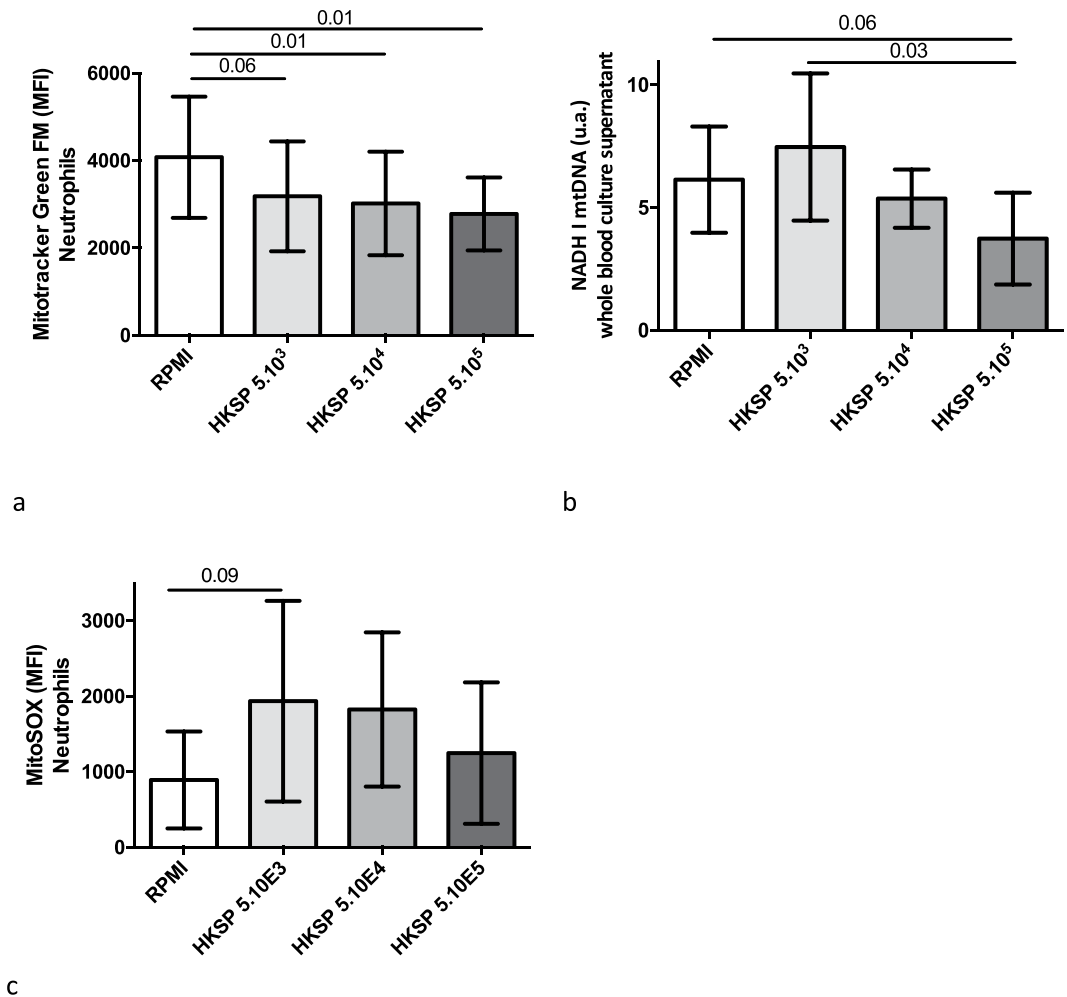 0.01
0.01
0.06
6000
4000
2000
0
Mitotracker Green FM (MFI)
Neutrophils
RPMI
HKSP 5.10³
HKSP 5.10⁴
HKSP 5.10⁵
a
0.06
0.03
10
5
0
NADH I mtDNA (u.a.)
whole blood culture supernatant
RPMI
HKSP 5.10³
HKSP 5.10⁴
HKSP 5.10⁵
b
0.09
3000
2000
1000
0
MitoSOX (MFI)
Neutrophils
RPMI
HKSP 5.10E3
HKSP 5.10E4
HKSP 5.10E5
c